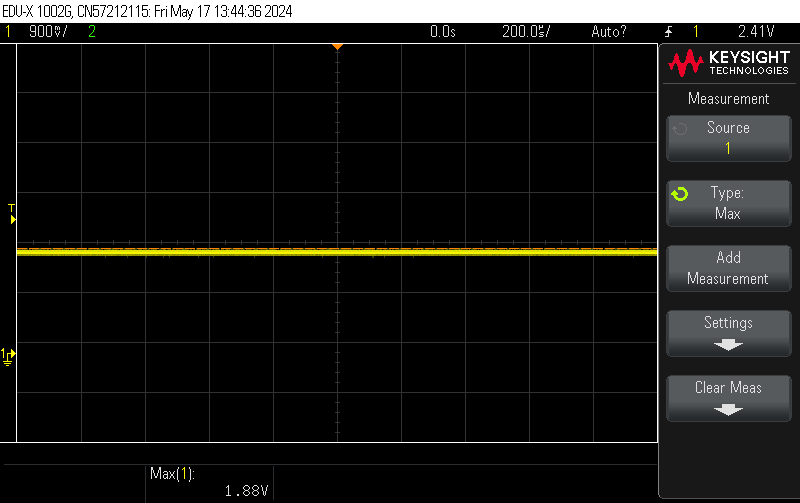 EDU-X 1002G, CN57212115: Fri May 17 13:44:36 2024
1 900mV/ 2 0.0s 200.0us/ Auto? 1 2.41V
KEYSIGHT
TECHNOLOGIES
Measurement
Source
1
Type:
Max
Add
Measurement
Settings
Clear Meas
T
1
Max(1):
1.88V